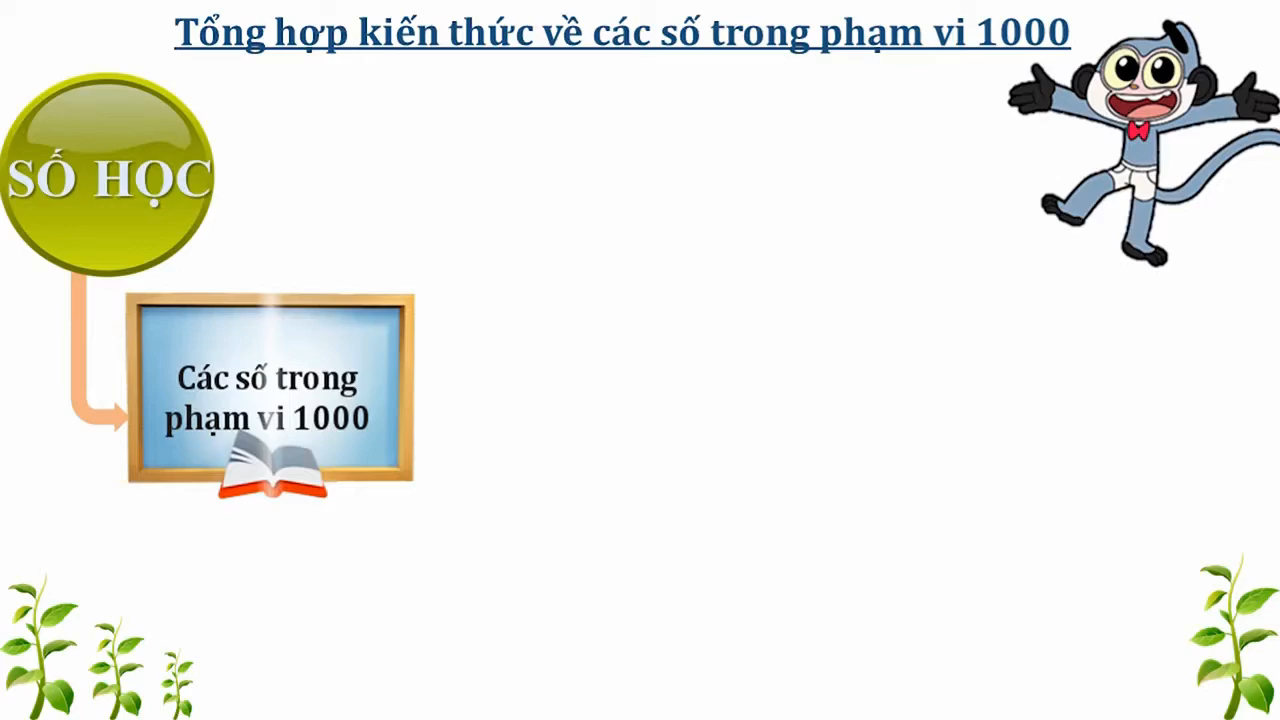 Tổng hợp kiến thức về các số trong phạm vi 1000
SỐ HỌC
Các số trong
phạm vi 1000